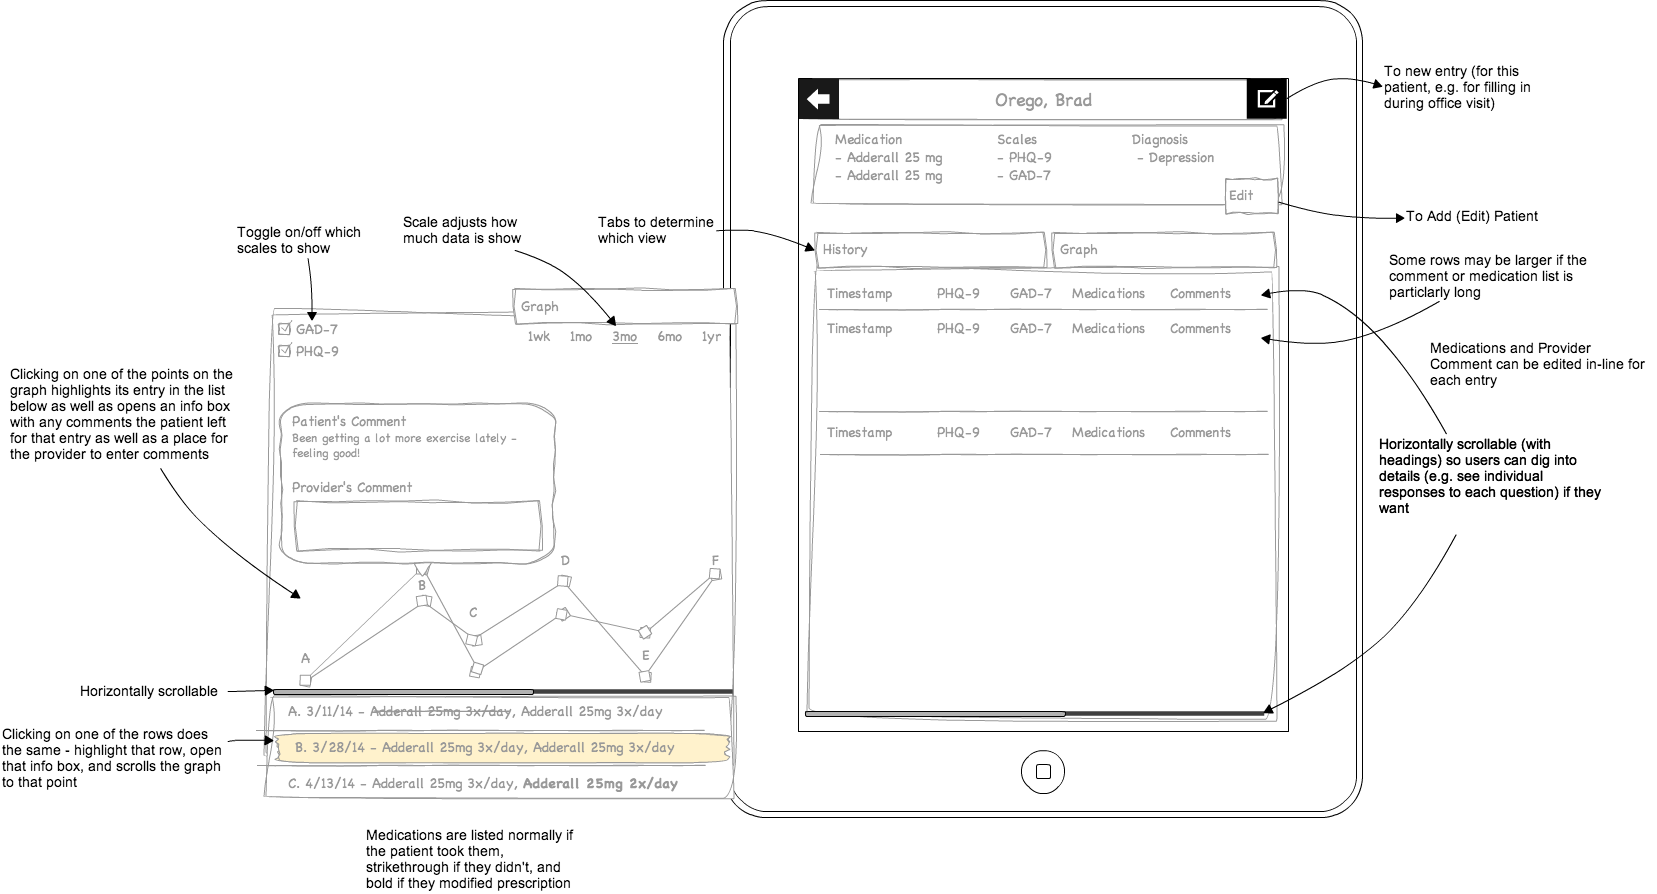 To new entry (for this
patient, e.g. for filling in
during office visit)
Orego, Brad
Medication
- Adderall 25 mg
- Adderall 25 mg
Scales
- PHQ-9
- GAD-7
Diagnosis
- Depression
Edit
To Add (Edit) Patient
Toggle on/off which
scales to show
Scale adjusts how
much data is show
Tabs to determine
which view
History
Graph
Some rows may be larger if the
comment or medication list is
particlarly long
Timestamp PHQ-9 GAD-7 Medications Comments
Timestamp PHQ-9 GAD-7 Medications Comments
Timestamp PHQ-9 GAD-7 Medications Comments
Medications and Provider
Comment can be edited in-line for
each entry
Horizontally scrollable (with
headings) so users can dig into
details (e.g. see individual
responses to each question) if they
want
Graph
GAD-7
PHQ-9
1wk 1mo 3mo 6mo 1yr
Clicking on one of the points on the
graph highlights its entry in the list
below as well as opens an info box
with any comments the patient left
for that entry as well as a place for
the provider to enter comments
Patient's Comment
Been getting a lot more exercise lately -
feeling good!
Provider's Comment
A
B
C
D
E
F
Horizontally scrollable
Clicking on one of the rows does
the same - highlight that row, open
that info box, and scrolls the graph
to that point
A. 3/11/14 - Adderall 25mg 3x/day, Adderall 25mg 3x/day
B. 3/28/14 - Adderall 25mg 3x/day, Adderall 25mg 3x/day
C. 4/13/14 - Adderall 25mg 3x/day, Adderall 25mg 2x/day
Medications are listed normally if
the patient took them,
strikethrough if they didn't, and
bold if they modified prescription